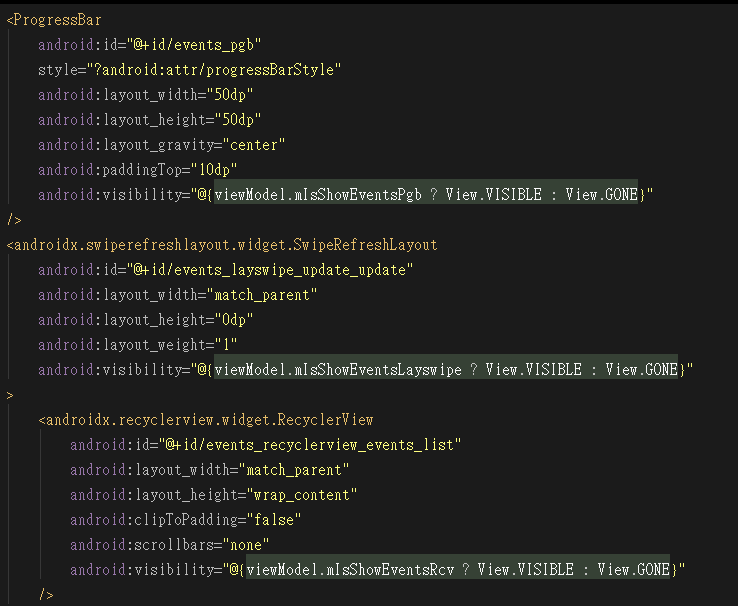 <ProgressBar
android:id="@+id/events_pgb"
style="?android:attr/progressBarStyle"
android:layout_width="50dp"
android:layout_height="50dp"
android:layout_gravity="center"
android:paddingTop="10dp"
android:visibility="@{viewModel.mIsShowEventsPgb ? View.VISIBLE : View.GONE}"
/>
<androidx.swiperefreshlayout.widget.SwipeRefreshLayout
android:id="@+id/events_layswipe_update_update"
android:layout_width="match_parent"
android:layout_height="0dp"
android:layout_weight="1"
android:visibility="@{viewModel.mIsShowEventsLayswipe ? View.VISIBLE : View.GONE}"
>
<androidx.recyclerview.widget.RecyclerView
android:id="@+id/events_recyclerview_events_list"
android:layout_width="match_parent"
android:layout_height="wrap_content"
android:clipToPadding="false"
android:scrollbars="none"
android:visibility="@{viewModel.mIsShowEventsRcv ? View.VISIBLE : View.GONE}"
/>